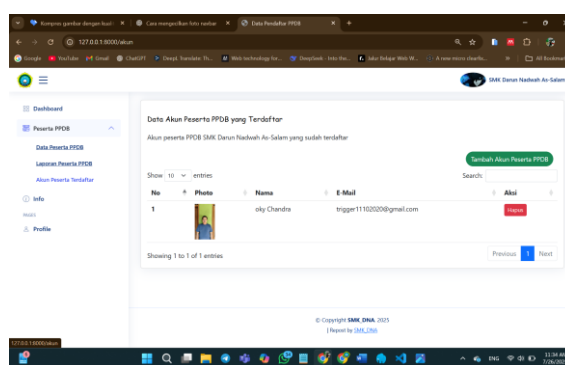 Kompres gambar dengan kuali
Cara mengecilkan foto navbar
Data Pendaftar PPDB
127.0.0.1:8000/akun
Google
YouTube
Gmail
ChatGPT
DeepL Translate: Th...
Web technology for...
DeepSeek - Into the...
Jalur Belajar Web W...
All Bookmar
SMK Darun Nadwah As-Salam
Dashboard
Peserta PPDB
Data Peserta PPDB
Laporan Peserta PPDB
Akun Peserta Terdaftar
Info
PAGES
Profile
Data Akun Peserta PPDB yang Terdaftar
Akun peserta PPDB SMK Darun Nadwah As-Salam yang sudah terdaftar
Tambah Akun Peserta PPDB
Show 10 entries
Search:
No Photo Nama E-Mail Aksi
1 oky Chandra trigger11102020@gmail.com Hapus
Showing 1 to 1 of 1 entries
Previous 1 Next
© Copyright SMK_DNA. 2025
| Repost by SMK_DNA
127.0.0.1:8000/akun
ENG
11:34 AM
7/26/202